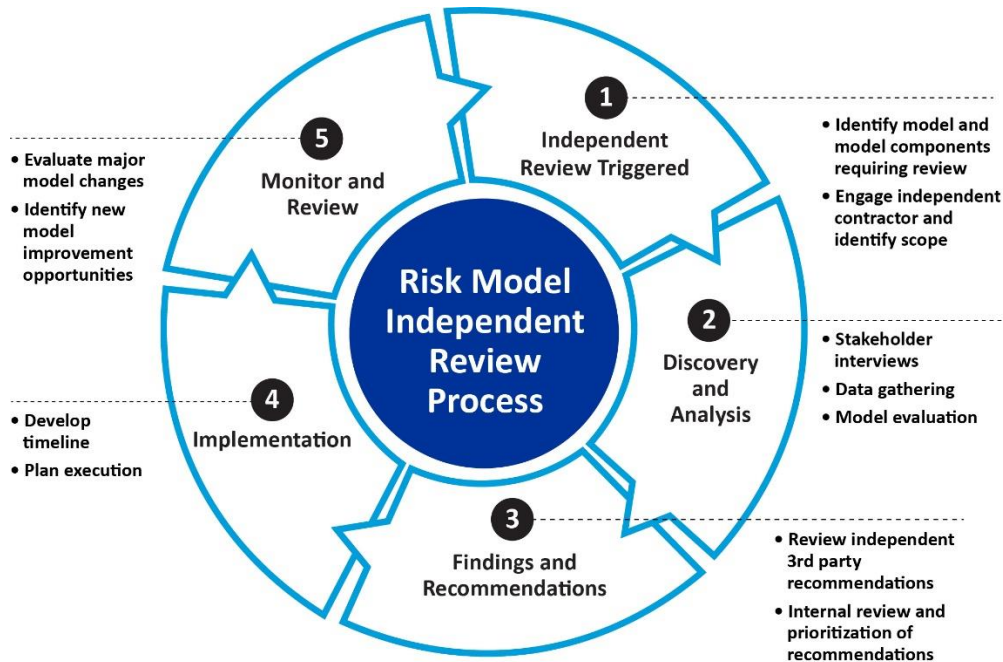 Risk Model
Independent
Review
Process
1
Independent
Review Triggered
• Identify model and
model components
requiring review
• Engage independent
contractor and
identify scope
2
Discovery
and
Analysis
• Stakeholder
interviews
• Data gathering
• Model evaluation
3
Findings and
Recommendations
• Review independent
3rd party
recommendations
• Internal review and
prioritization of
recommendations
4
Implementation
• Develop
timeline
• Plan execution
5
Monitor and
Review
• Evaluate major
model changes
• Identify new
model
improvement
opportunities